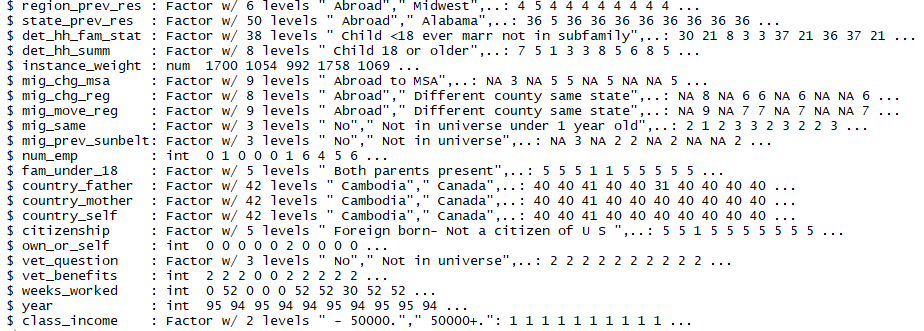 $ region_prev_res : Factor w/ 6 levels " Abroad"," Midwest",..: 4 5 4 4 4 4 4 4 4 4 ...
$ state_prev_res : Factor w/ 50 levels " Abroad"," Alabama",..: 36 5 36 36 36 36 36 36 36 36 ...
$ det_hh_fam_stat : Factor w/ 38 levels " Child <18 ever marr not in subfamily",..: 30 21 8 3 3 37 21 36 37 21 ...
$ det_hh_summ : Factor w/ 8 levels " Child 18 or older",..: 7 5 1 3 3 8 5 6 8 5 ...
$ instance_weight : num 1700 1054 992 1758 1069 ...
$ mig_chg_msa : Factor w/ 9 levels " Abroad to MSA",..: NA 3 NA 5 5 NA 5 NA NA 5 ...
$ mig_chg_reg : Factor w/ 8 levels " Abroad"," Different county same state",..: NA 8 NA 6 6 NA 6 NA NA 6 ...
$ mig_move_reg : Factor w/ 9 levels " Abroad"," Different county same state",..: NA 9 NA 7 7 NA 7 NA NA 7 ...
$ mig_same : Factor w/ 3 levels " No"," Not in universe under 1 year old",..: 2 1 2 3 3 2 3 2 2 3 ...
$ mig_prev_sunbelt: Factor w/ 3 levels " No"," Not in universe",..: NA 3 NA 2 2 NA 2 NA NA 2 ...
$ num_emp : int 0 1 0 0 0 1 6 4 5 6 ...
$ fam_under_18 : Factor w/ 5 levels " Both parents present",..: 5 5 5 1 1 5 5 5 5 5 ...
$ country_father : Factor w/ 42 levels " Cambodia"," Canada",..: 40 40 41 40 40 31 40 40 40 40 ...
$ country_mother : Factor w/ 42 levels " Cambodia"," Canada",..: 40 40 41 40 40 40 40 40 40 40 ...
$ country_self : Factor w/ 42 levels " Cambodia"," Canada",..: 40 40 41 40 40 40 40 40 40 40 ...
$ citizenship : Factor w/ 5 levels " Foreign born- Not a citizen of U S ",..: 5 5 1 5 5 5 5 5 5 5 ...
$ own_or_self : int 0 0 0 0 0 2 0 0 0 0 ...
$ vet_question : Factor w/ 3 levels " No"," Not in universe",..: 2 2 2 2 2 2 2 2 2 2 ...
$ vet_benefits : int 2 2 2 0 0 2 2 2 2 2 ...
$ weeks_worked : int 0 52 0 0 0 52 52 30 52 52 ...
$ year : int 95 94 95 94 94 95 94 95 95 94 ...
$ class_income : Factor w/ 2 levels " - 50000."," 50000+.": 1 1 1 1 1 1 1 1 1 1 ...